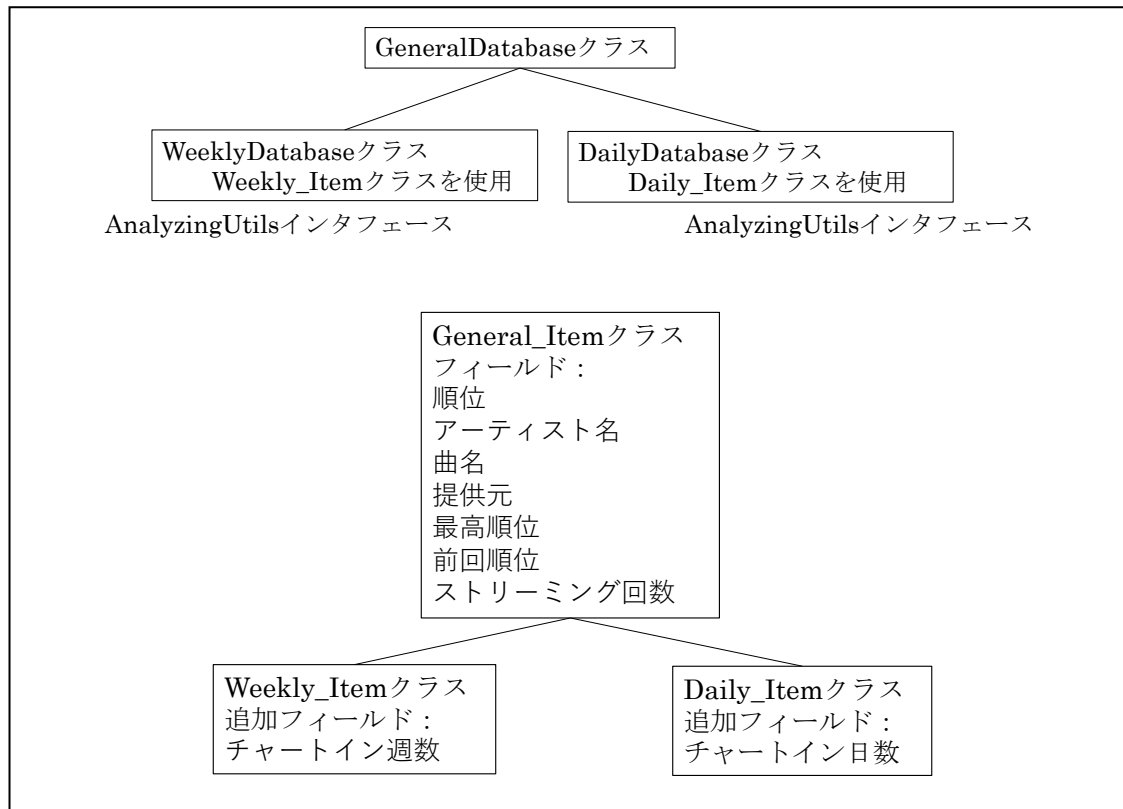 GeneralDatabaseクラス
WeeklyDatabaseクラス
Weekly_Itemクラスを使用
DailyDatabaseクラス
Daily_Itemクラスを使用
AnalyzingUtilsインタフェース
AnalyzingUtilsインタフェース
General_Itemクラス
フィールド：
順位
アーティスト名
曲名
提供元
最高順位
前回順位
ストリーミング回数
Weekly_Itemクラス
追加フィールド：
チャートイン週数
Daily_Itemクラス
追加フィールド：
チャートイン日数